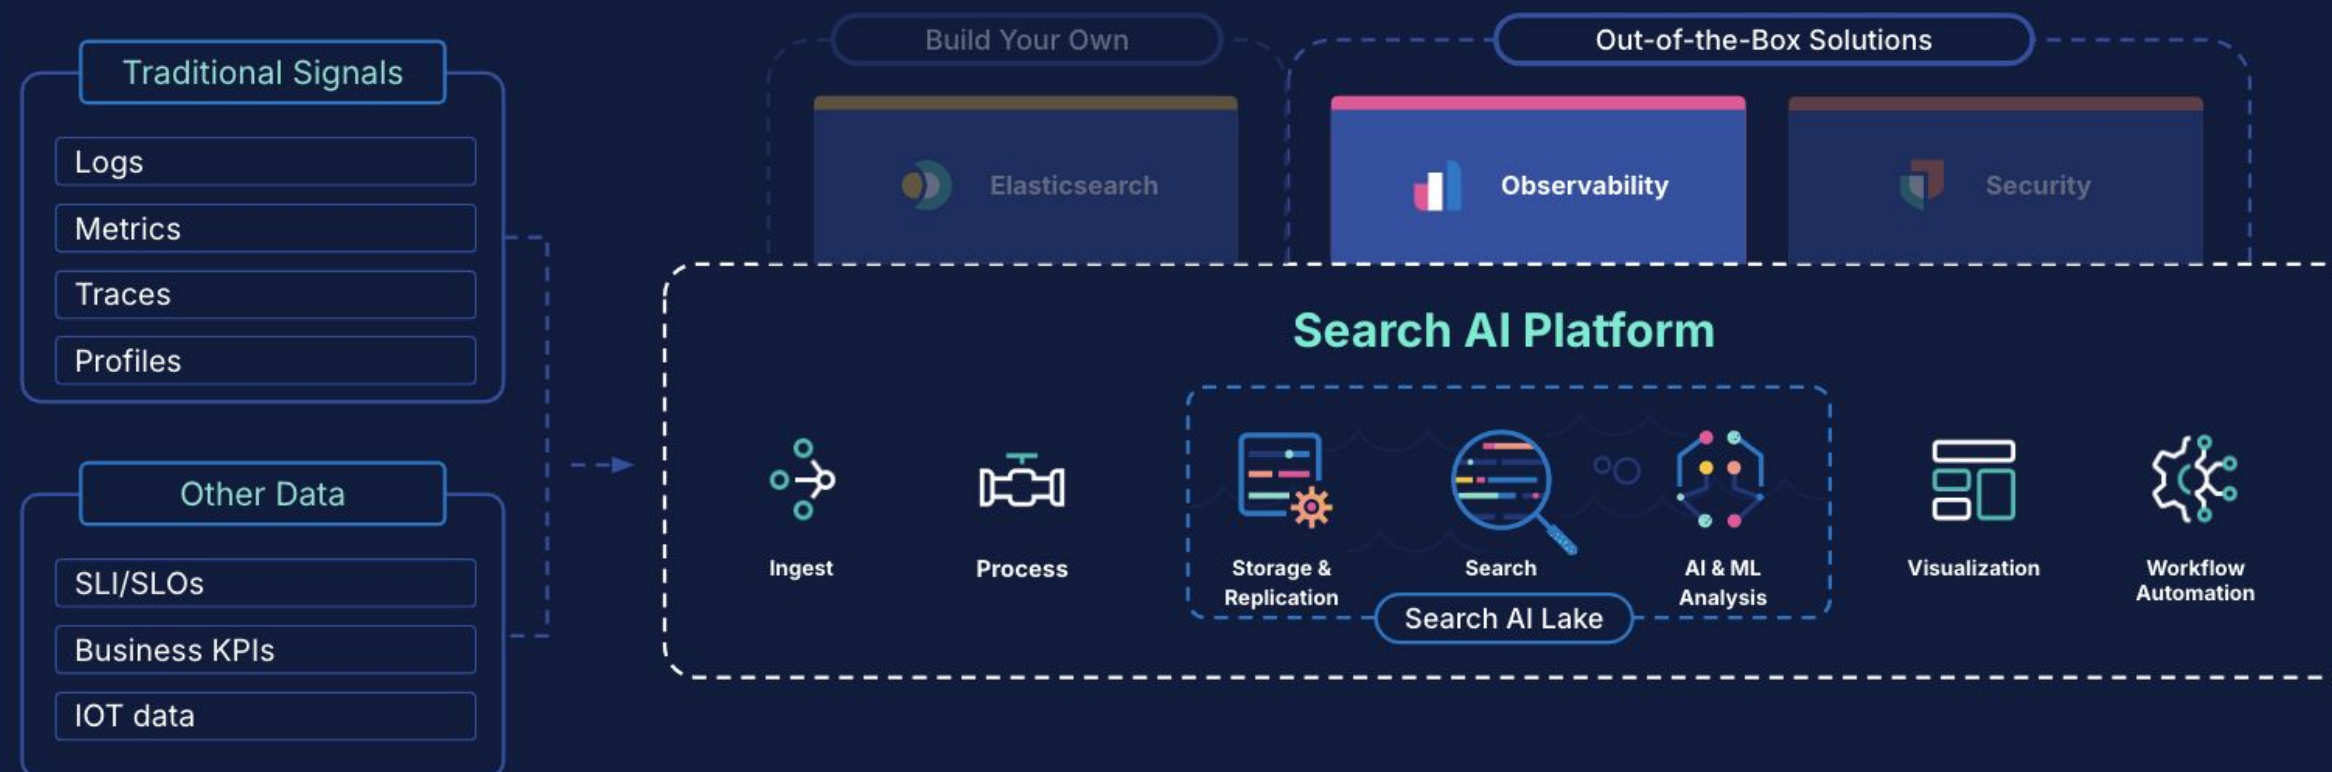 Traditional Signals
Logs
Metrics
Traces
Profiles
Other Data
SLI/SLOs
Business KPIs
IOT data
Build Your Own
Elasticsearch
Out-of-the-Box Solutions
Observability
Security
Search AI Platform
Ingest
Process
Storage &
Replication
Search
AI & ML
Analysis
Search AI Lake
Visualization
Workflow
Automation